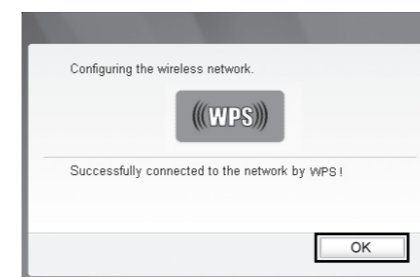 Configuring the wireless network.
WPS
Successfully connected to the network by WPS!
OK